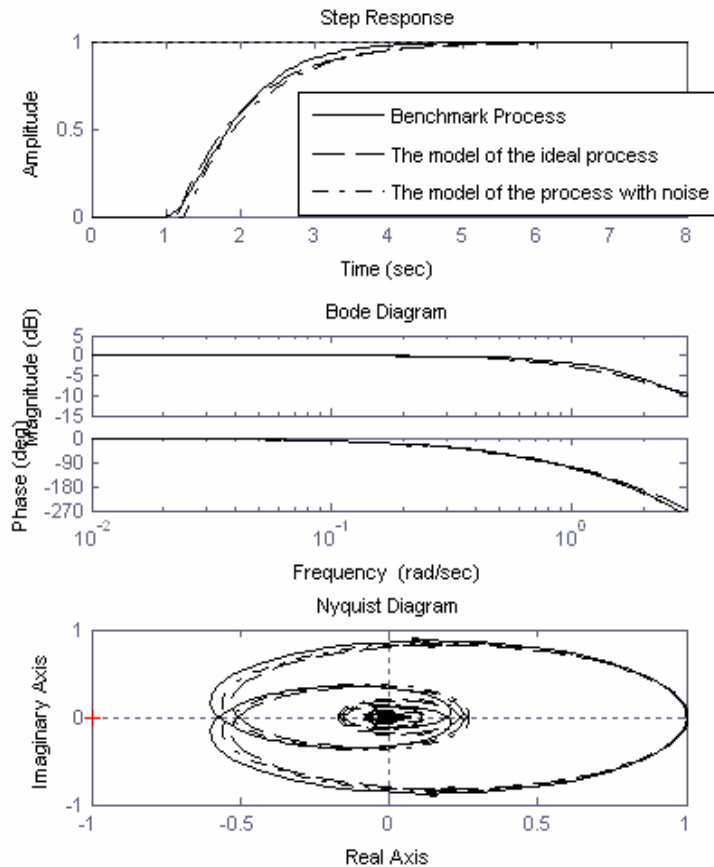 Step Response
1
0.5
0
Amplitude
Benchmark Process
The model of the ideal process
The model of the process with noise
0 1 2 3 4 5 6 7 8
Time (sec)
Bode Diagram
5
0
-5
-10
-15
Magnitude (dB)
0
-90
-180
-270
Phase (deg)
10^-2 10^-1 10^0
Frequency (rad/sec)
Nyquist Diagram
1
0
-1
Imaginary Axis
-1 -0.5 0 0.5 1
Real Axis